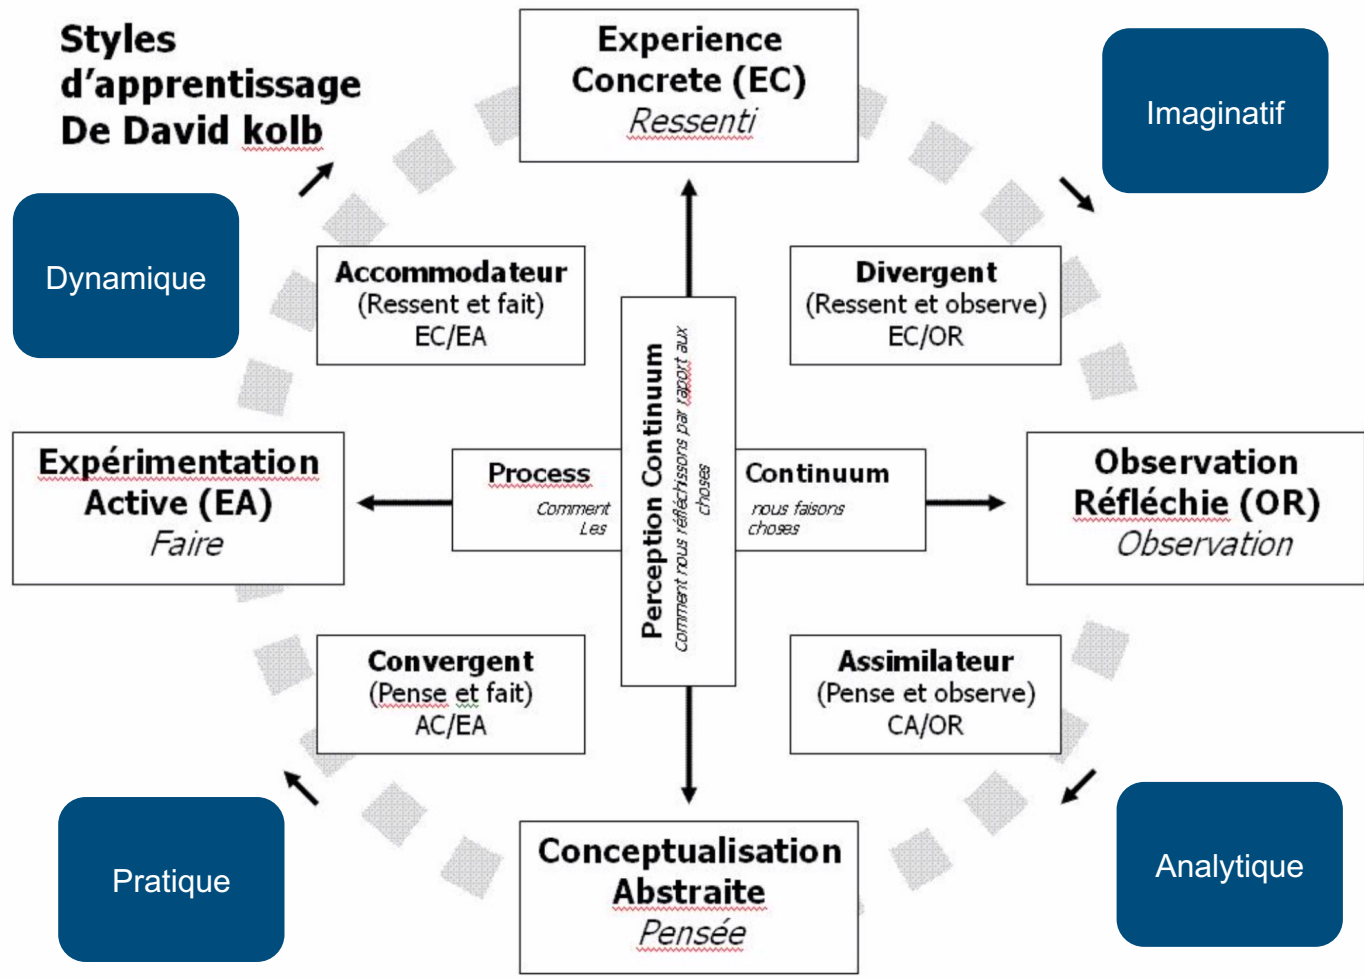 Styles
d'apprentissage
De David kolb
Experience
Concrete (EC)
Ressenti
Imaginatif
Dynamique
Accommodateur
(Ressent et fait)
EC/EA
Divergent
(Ressent et observe)
EC/OR
Expérimentation
Active (EA)
Faire
Process
Comment
Les
Perception Continuum
Comment nous réfléchissons par raport aux
choses
Continuum
nous faisons
choses
Observation
Réfléchie (OR)
Observation
Convergent
(Pense et fait)
AC/EA
Assimilateur
(Pense et observe)
CA/OR
Pratique
Conceptualisation
Abstraite
Pensée
Analytique